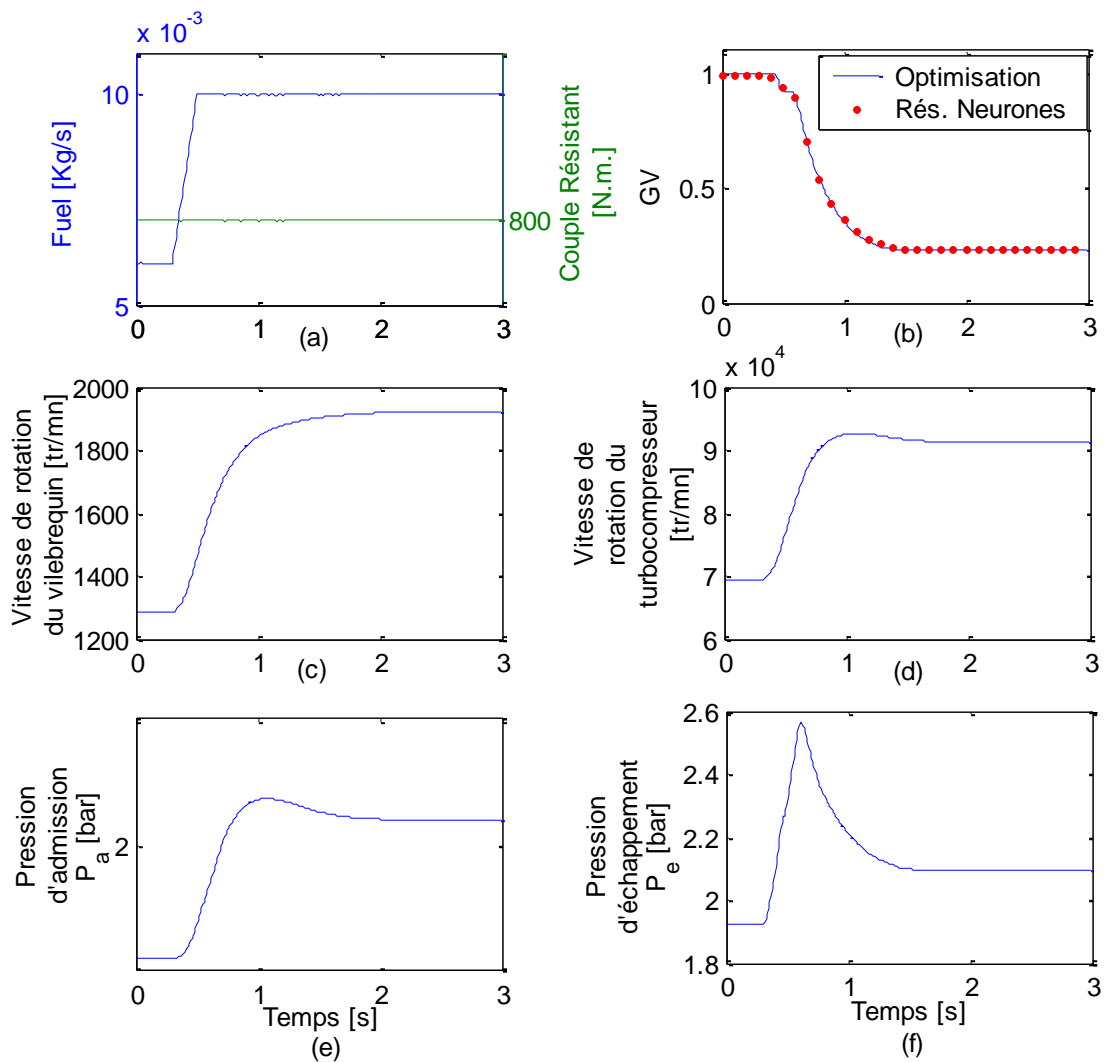 x 10^-3
10
5
Fuel [Kg/s]
800
Couple Résistant
[N.m.]
0 1 2 3
(a)
1
0.5
0
GV
Optimisation
Rés. Neurones
0 1 2 3
(b)
2000
1800
1600
1400
1200
Vitesse de rotation
du vilebrequin [tr/mn]
0 1 2 3
(c)
x 10^4
10
9
8
7
6
Vitesse de
rotation du
turbocompresseur
[tr/mn]
0 1 2 3
(d)
2
Pression
d'admission
P_a [bar]
0 1 2 3
Temps [s]
(e)
2.6
2.4
2.2
2
1.8
Pression
d'échappement
P_e [bar]
0 1 2 3
Temps [s]
(f)